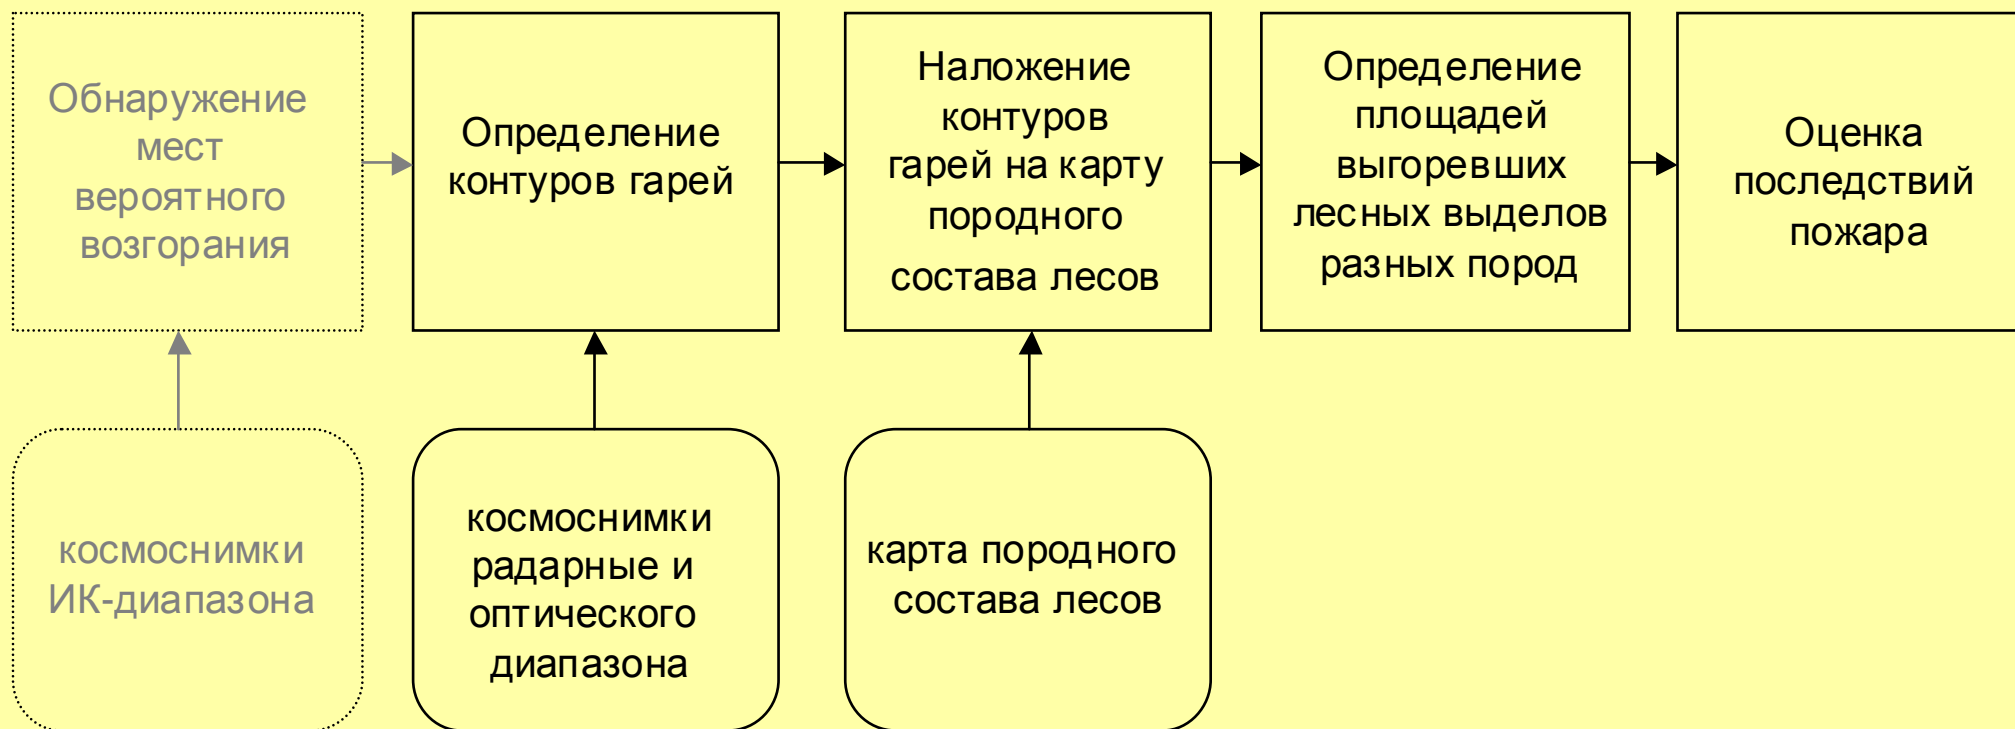 Обнаружение
мест
вероятного
возгорания
Определение
контуров гарей
Наложение
контуров
гарей на карту
породного
состава лесов
Определение
площадей
выгоревших
лесных выделов
разных пород
Оценка
последствий
пожара
космоснимки
ИК-диапазона
космоснимки
радарные и
оптического
диапазона
карта породного
состава лесов